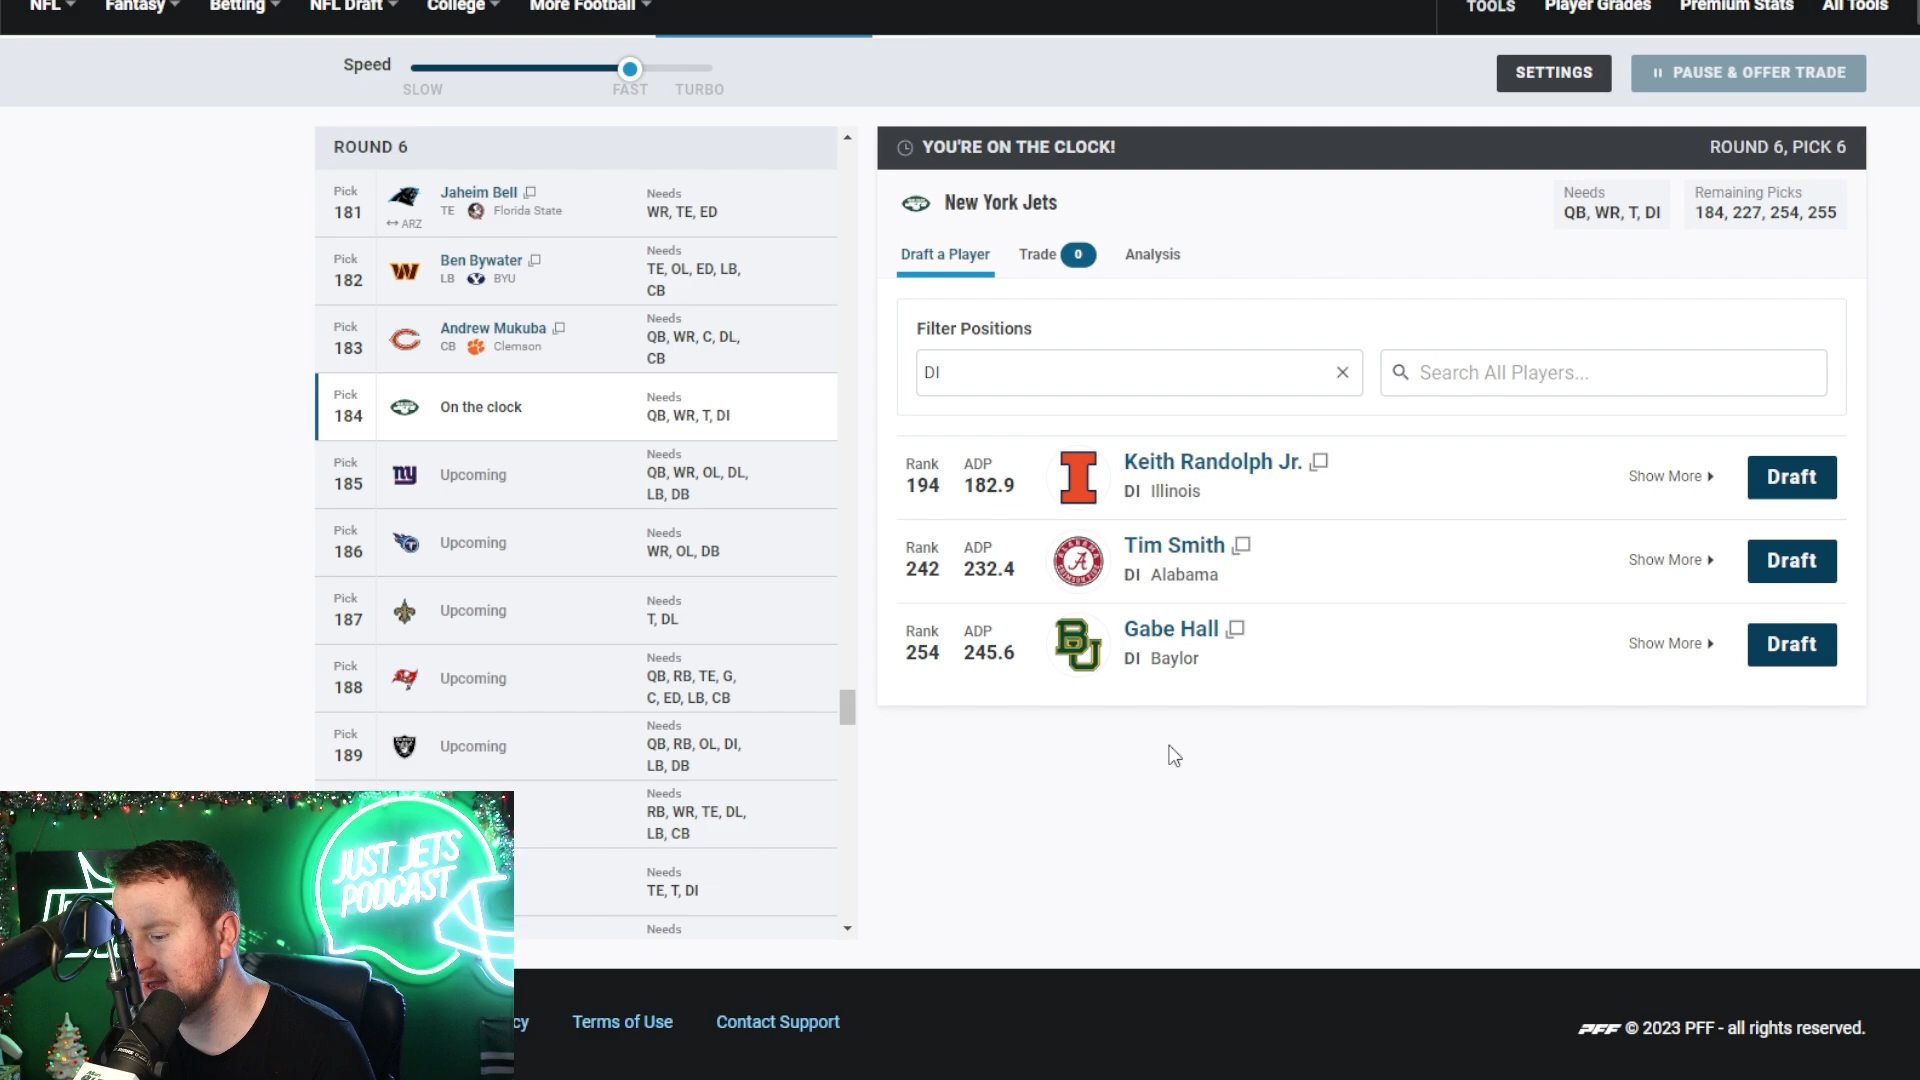 NFL Fantasy Betting NFL Draft College More Football TOOLS Player Grades Premium Stats All Tools
Speed
SLOW FAST TURBO
SETTINGS
PAUSE & OFFER TRADE
ROUND 6
Pick Jaheim Bell Needs
181 TE Florida State WR, TE, ED
↔ ARZ
Pick Ben Bywater Needs
182 LB BYU TE, OL, ED, LB,
CB
Pick Andrew Mukuba Needs
183 CB Clemson QB, WR, C, DL,
CB
Pick On the clock Needs
184 QB, WR, T, DI
Pick Upcoming Needs
185 QB, WR, OL, DL,
LB, DB
Pick Upcoming Needs
186 WR, OL, DB
Pick Upcoming Needs
187 T, DL
Pick Upcoming Needs
188 QB, RB, TE, G,
C, ED, LB, CB
Pick Upcoming Needs
189 QB, RB, OL, DI,
LB, DB
Needs
RB, WR, TE, DL,
LB, CB
Needs
TE, T, DI
Needs
YOU'RE ON THE CLOCK! ROUND 6, PICK 6
New York Jets
Needs
QB, WR, T, DI
Remaining Picks
184, 227, 254, 255
Draft a Player Trade 0 Analysis
Filter Positions
DI
Search All Players...
Rank ADP Keith Randolph Jr.
194 182.9 DI Illinois
Show More Draft
Rank ADP Tim Smith
242 232.4 DI Alabama
Show More Draft
Rank ADP Gabe Hall
254 245.6 DI Baylor
Show More Draft
JUST JETS
PODCAST
cy Terms of Use Contact Support
PFF © 2023 PFF - all rights reserved.